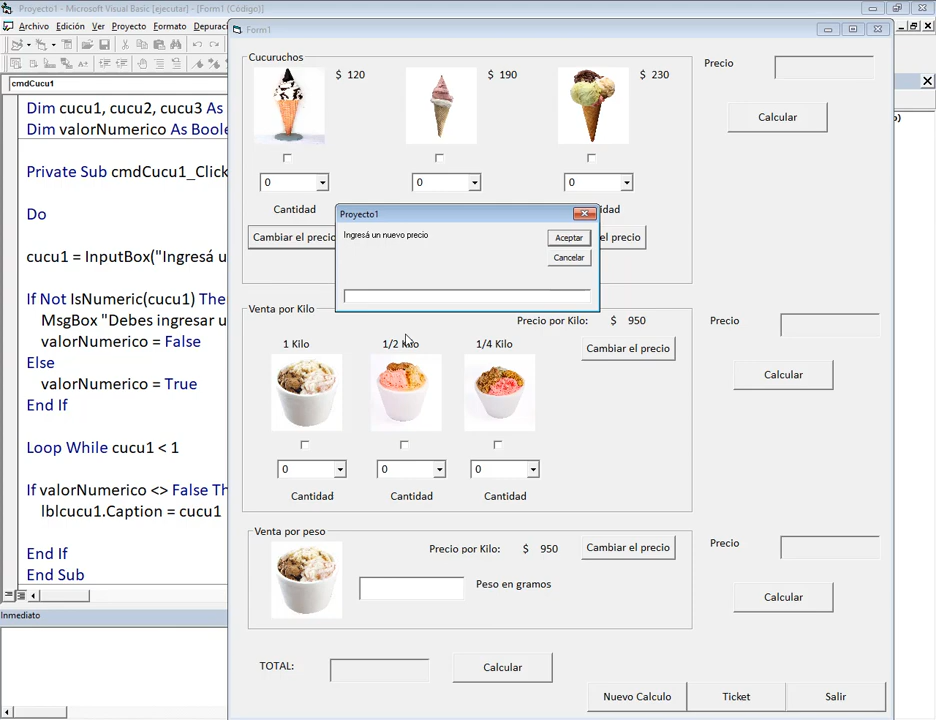 Proyecto1 - Microsoft Visual Basic [ejecutar] - [Form1 (Código)]
Archivo Edición Ver Proyecto Formato Depuraci
cmdCucu1
Dim cucu1, cucu2, cucu3 As
Dim valorNumerico As Boole
Private Sub cmdCucu1_Click
Do
cucu1 = InputBox("Ingresá u
If Not IsNumeric(cucu1) The
MsgBox "Debes ingresar u
valorNumerico = False
Else
valorNumerico = True
End If
Loop While cucu1 < 1
If valorNumerico <> False Th
lblcucu1.Caption = cucu1
End If
End Sub
Inmediato
Form1
Cucuruchos
$ 120
$ 190
$ 230
Precio
Calcular
0
0
0
Cantidad
idad
Cambiar el precio
el precio
Proyecto1
Ingresá un nuevo precio
Aceptar
Cancelar
Venta por Kilo
Precio por Kilo: $ 950
Precio
1 Kilo
1/2 Kilo
1/4 Kilo
Cambiar el precio
Calcular
0
0
0
Cantidad
Cantidad
Cantidad
Venta por peso
Precio por Kilo: $ 950
Cambiar el precio
Precio
Peso en gramos
Calcular
TOTAL:
Calcular
Nuevo Calculo
Ticket
Salir